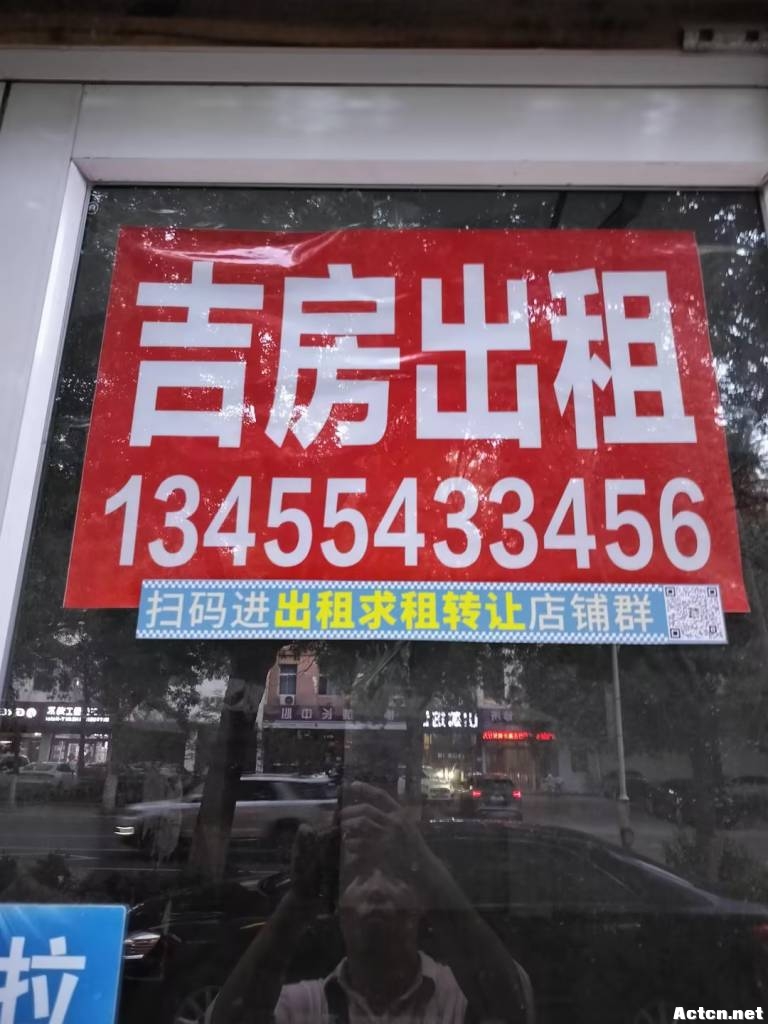 吉房出租
13455433456
扫码进出租求租转让店铺群
拉
Actcn.net